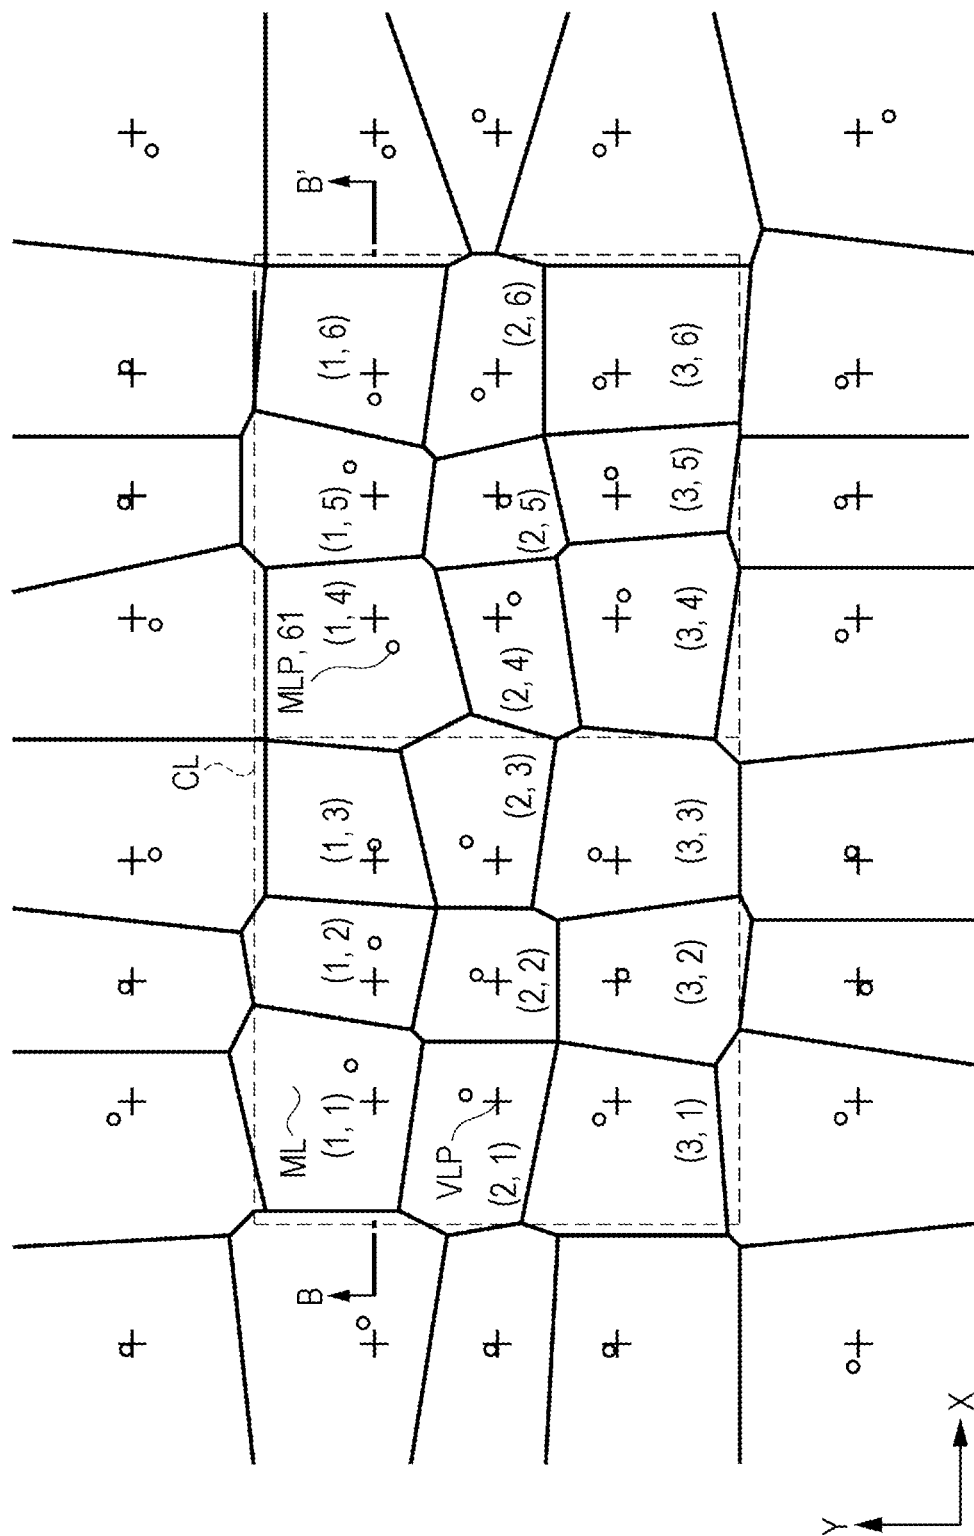 CL
B
ML
MLP, 61
B'
(1, 1)
(1, 2)
(1, 3)
(1, 4)
(1, 5)
(1, 6)
VLP
(2, 1)
(2, 2)
(2, 3)
(2, 4)
(2, 5)
(2, 6)
(3, 1)
(3, 2)
(3, 3)
(3, 4)
(3, 5)
(3, 6)
Y
X